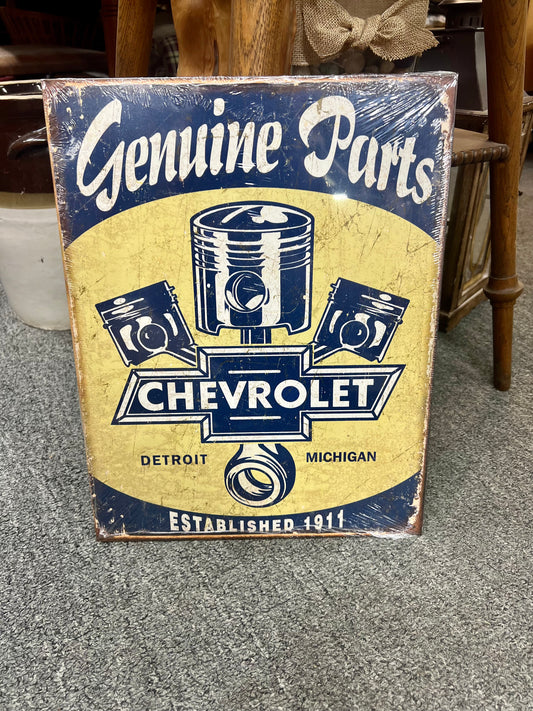 Genuine Parts
CHEVROLET
DETROIT MICHIGAN
ESTABLISHED 1911